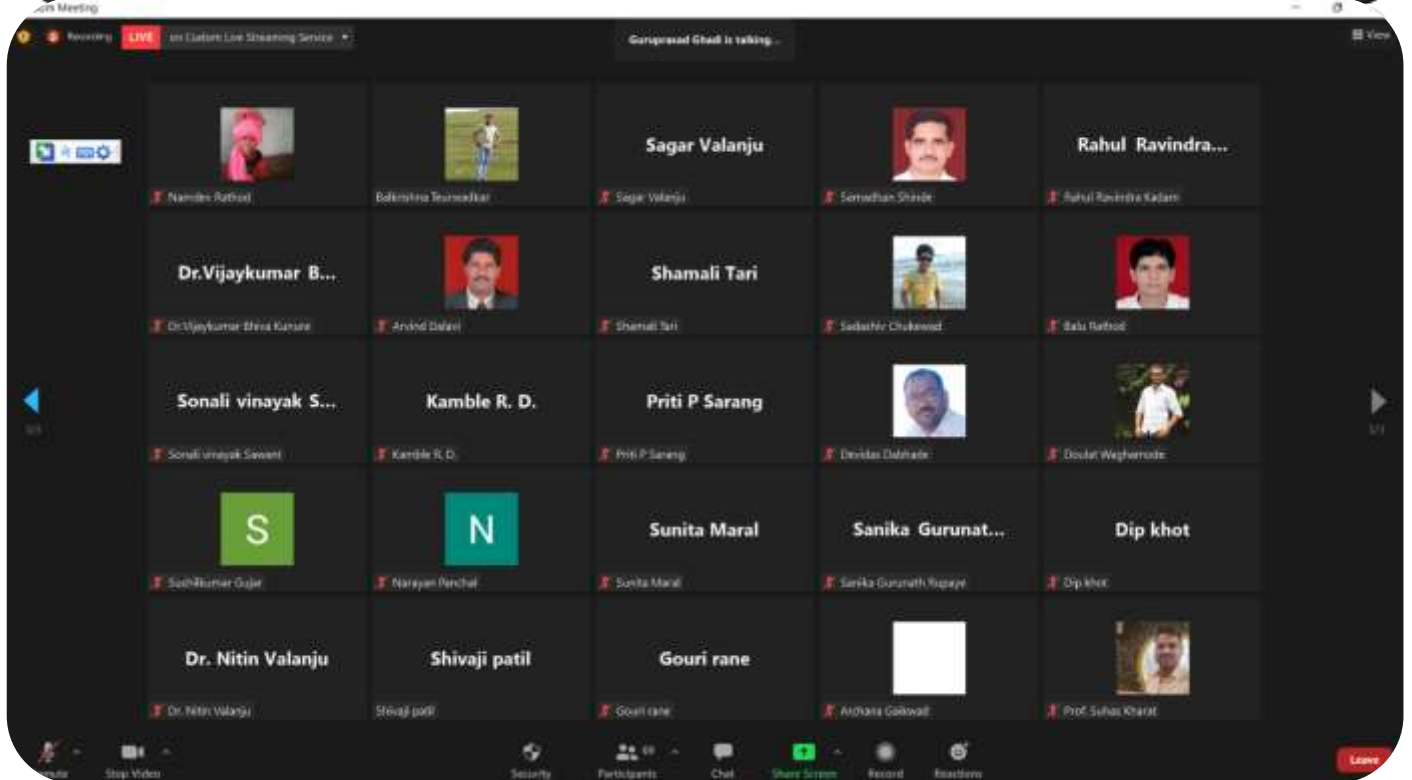 Zoom Meeting
Recording LIVE on Custom Live Streaming Service
Guruprasad Ghadi is talking...
View
Sagar Valanju
Rahul Ravindra...
Namdev Rathod
Sagar Valanju
Samadhan Shinde
Rahul Ravindra Kadam
Dr.Vijaykumar B...
Shamali Tari
Dr.Vijaykumar Bhiva Kunure
Arvind Dalavi
Shamali Tari
Sadashiv Chukewad
Balu Rathod
Sonali vinayak S...
Kamble R. D.
Priti P Sarang
Sonali vinayak Sawant
Kamble R. D.
Priti P Sarang
Devidas Dabhade
Doulat Waghamode
S
N
Sunita Maral
Sanika Gurunat...
Dip khot
Sushilkumar Gujar
Narayan Panchal
Sunita Maral
Sanika Gurunath Rupaye
Dip khot
Dr. Nitin Valanju
Shivaji patil
Gouri rane
Dr. Nitin Valanju
Shivaji patil
Gouri rane
Archana Gaikwad
Prof. Suhas Kharat
Stop Video
Security
Participants
Chat
Share Screen
Record
Reactions
Leave